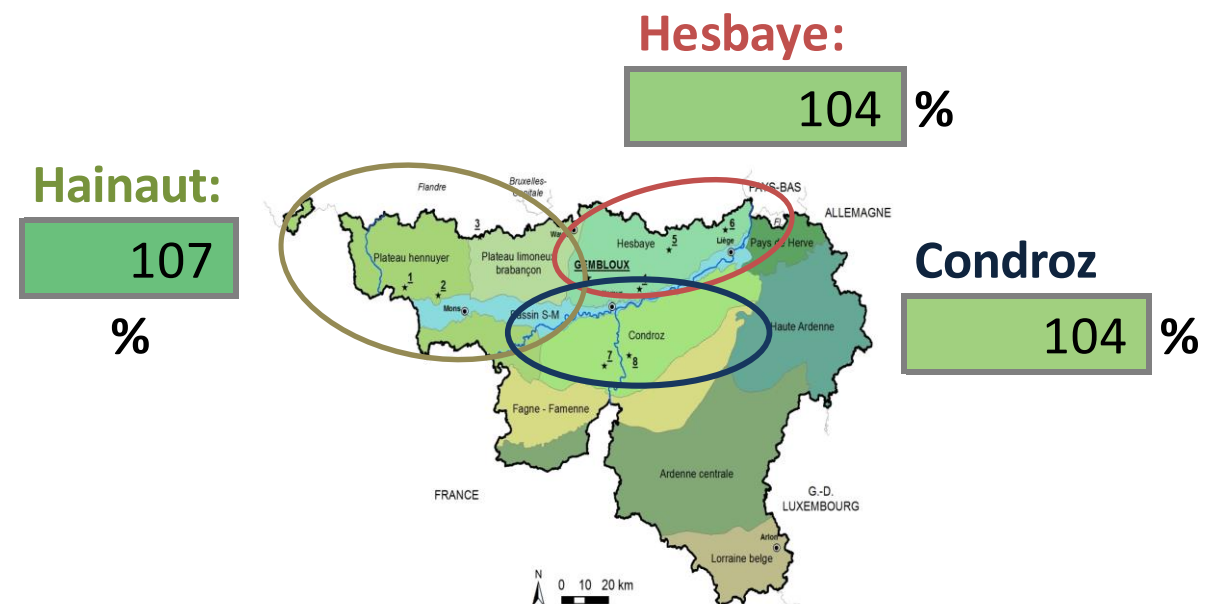 Hesbaye:
104 %
Hainaut:
107
%
Condroz
104 %
Flandre
Bruxelles-
Capitale
PAYS-BAS
ALLEMAGNE
3
6
5
Hesbaye
Liège
Pays de Herve
Plateau hennuyer
Plateau limoneux
brabançon
GEMBLOUX
1
2
4
Mons
Bassin S-M
Condroz
Haute Ardenne
7
8
Fagne - Famenne
Ardenne centrale
FRANCE
G.-D.
LUXEMBOURG
Arlon
Lorraine belge
N
0 10 20 km